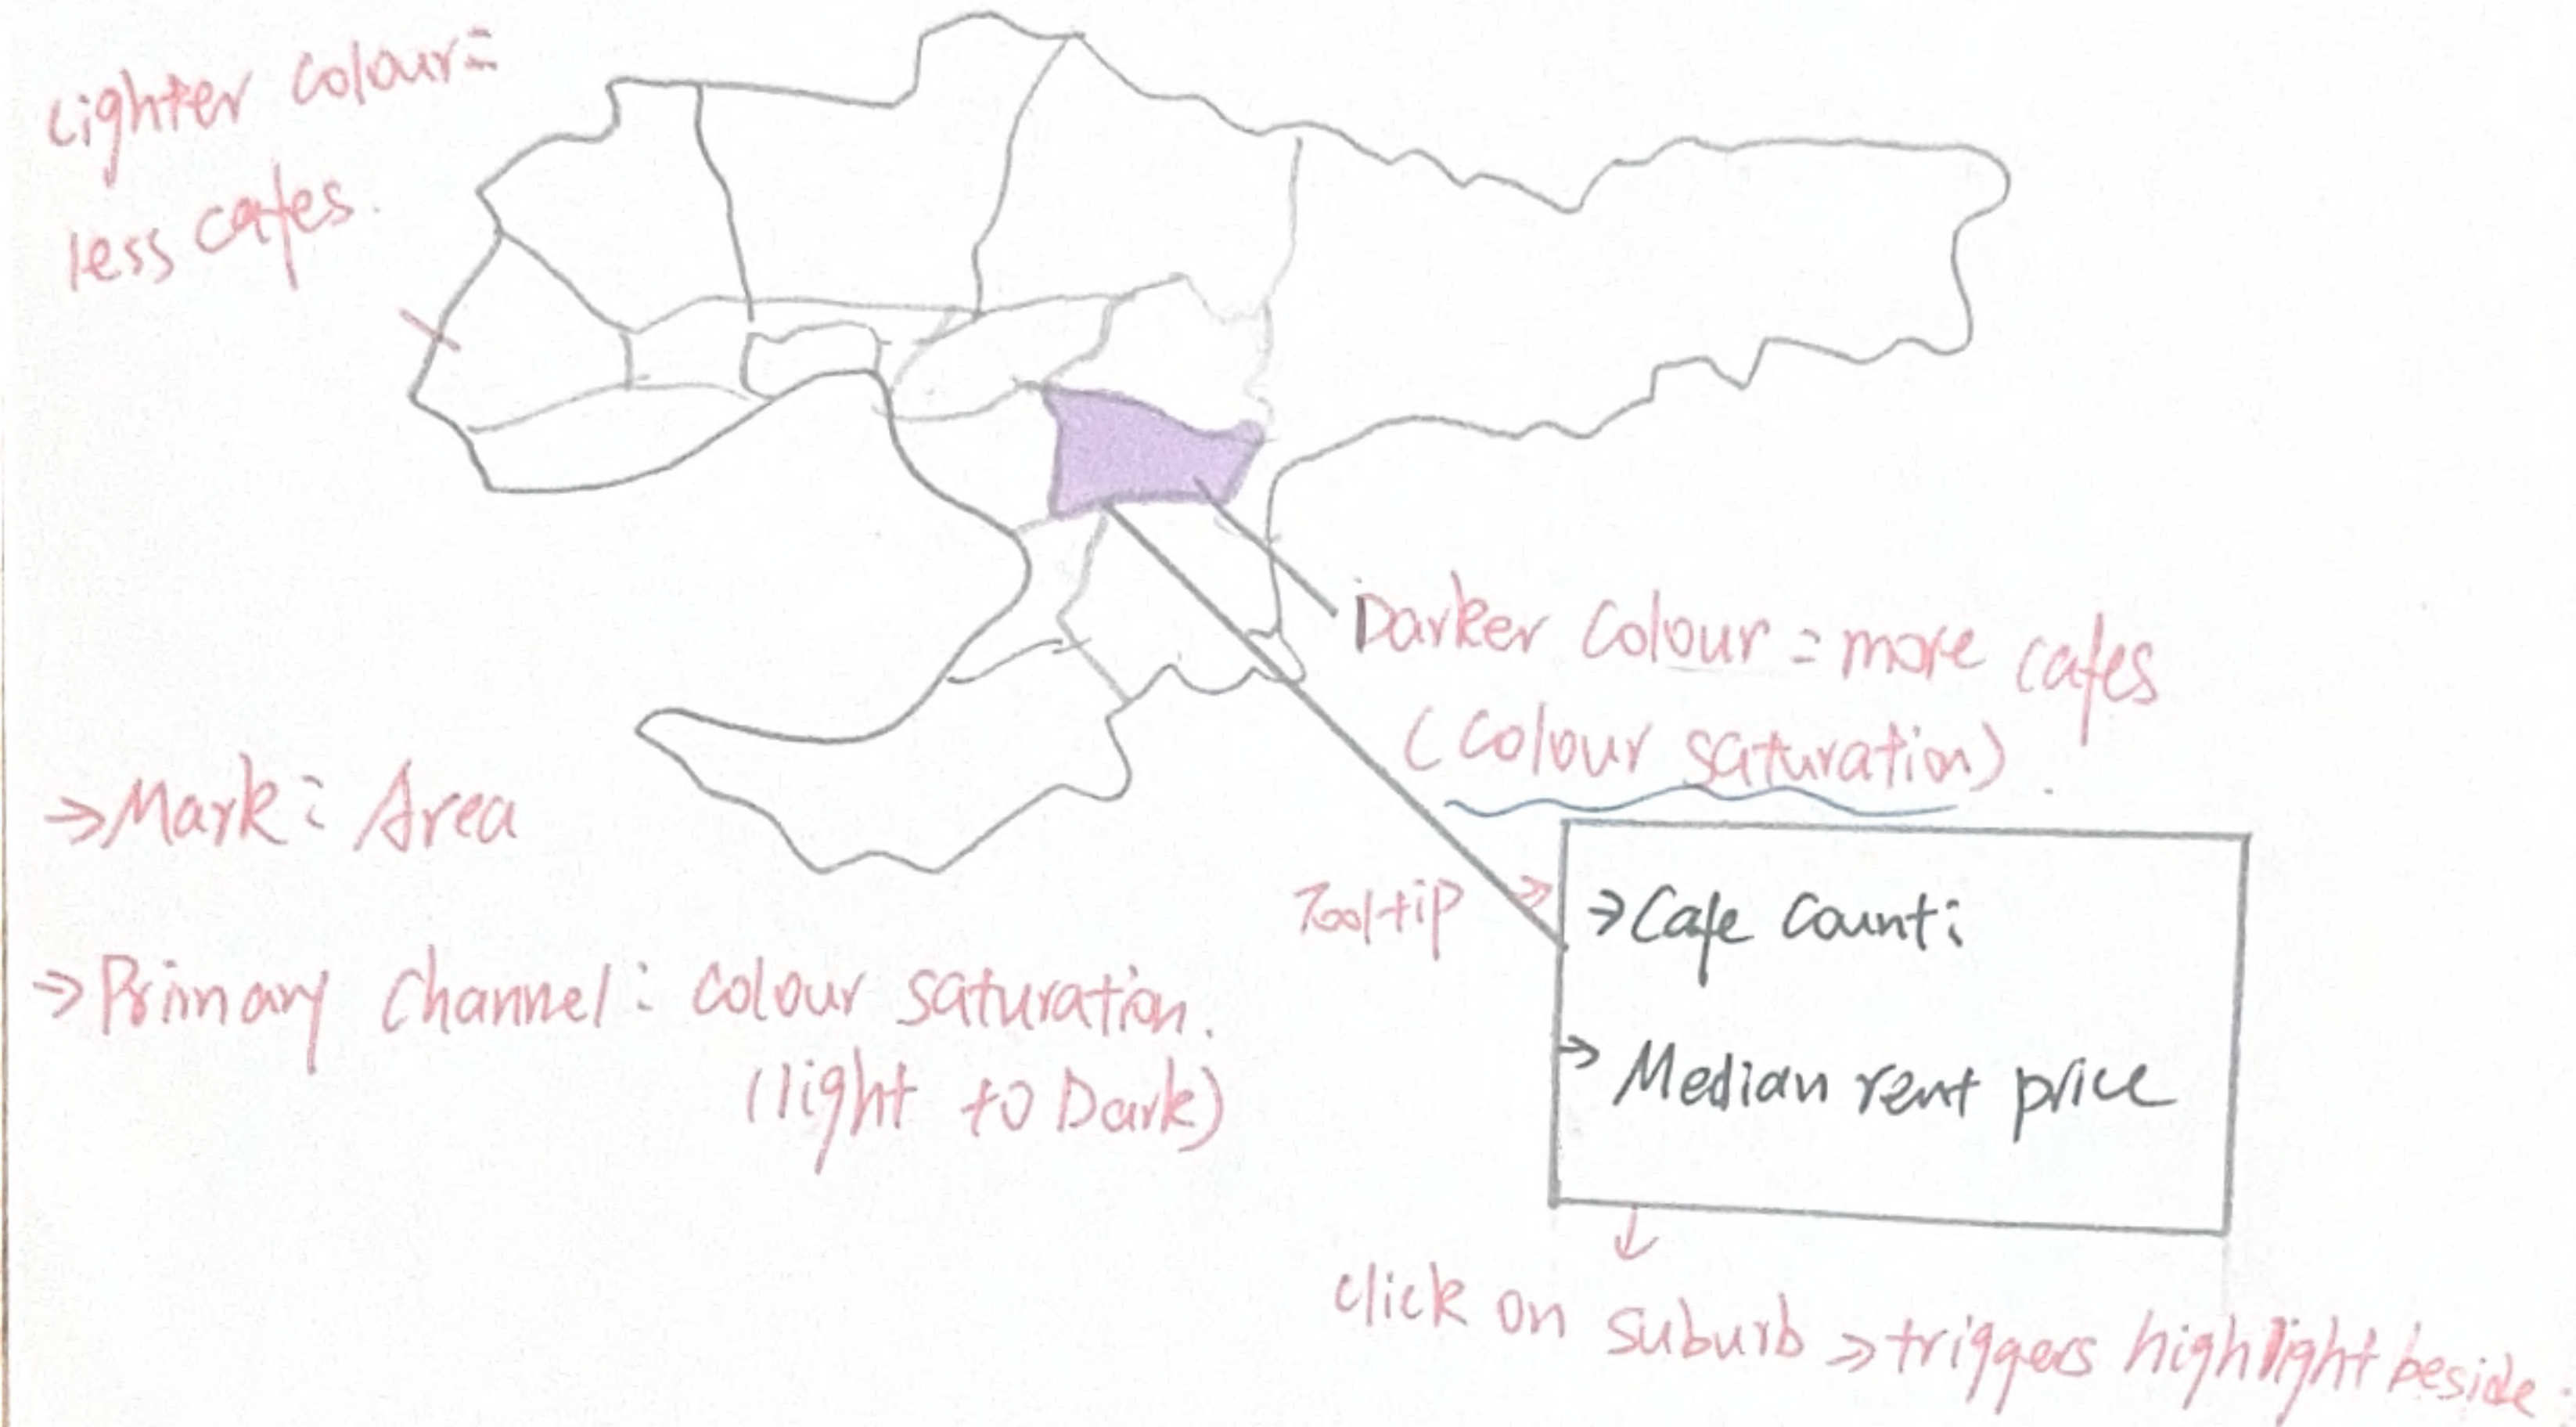 Lighter colour =
less cafes.
Darker colour = more cafes
(colour saturation).
→ Mark: Area
Tooltip →
→ Cafe count:
→ Primary channel: colour saturation.
(light to Dark)
→ Median rent price
click on suburb → triggers highlight beside.